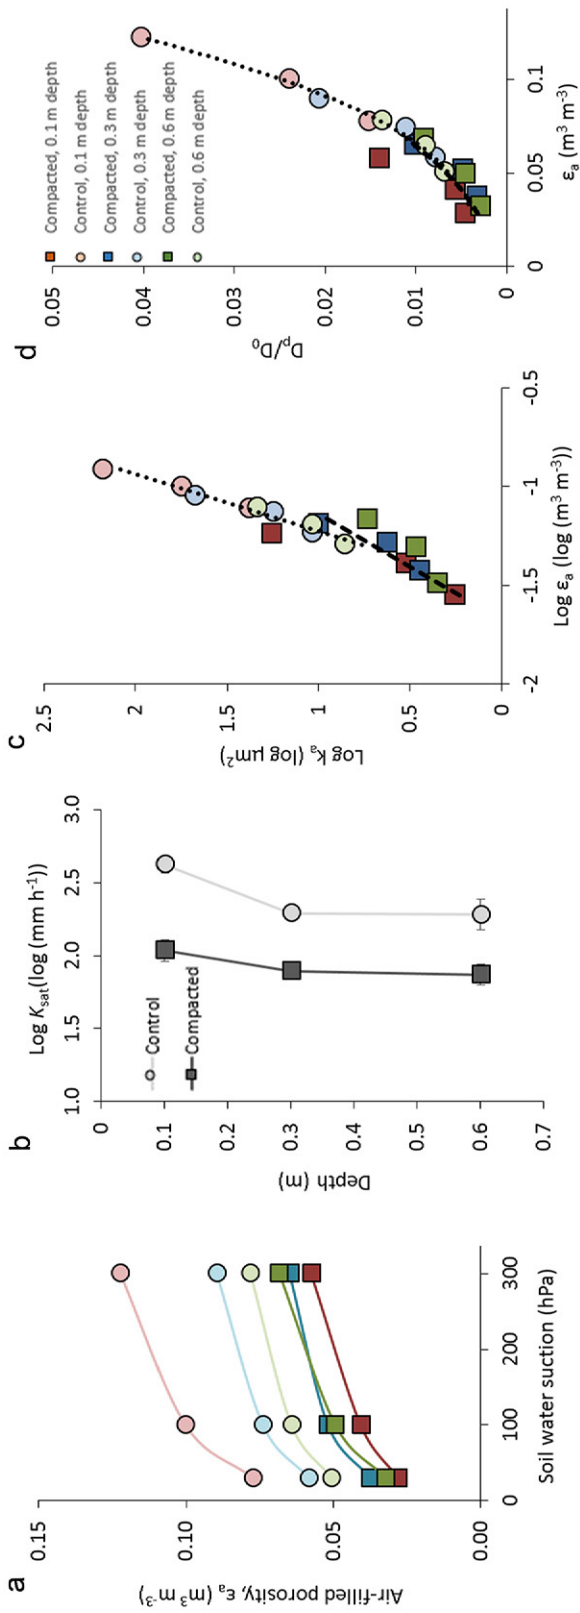 a
Air-filled porosity, εa (m3 m-3)
0.15
0.10
0.05
0.00
0
100
200
300
Soil water suction (hPa)
b
Log Ksat(log (mm h-1))
1.0
1.5
2.0
2.5
3.0
0
0.1
0.2
0.3
0.4
0.5
0.6
0.7
Depth (m)
Control
Compacted
c
Log ka (log µm2)
2.5
2
1.5
1
0.5
0
-2
-1.5
-1
-0.5
Log εa (log (m3 m-3))
d
Dp/D0
0.05
0.04
0.03
0.02
0.01
0
0
0.05
0.1
εa (m3 m-3)
Compacted, 0.1 m depth
Control, 0.1 m depth
Compacted, 0.3 m depth
Control, 0.3 m depth
Compacted, 0.6 m depth
Control, 0.6 m depth